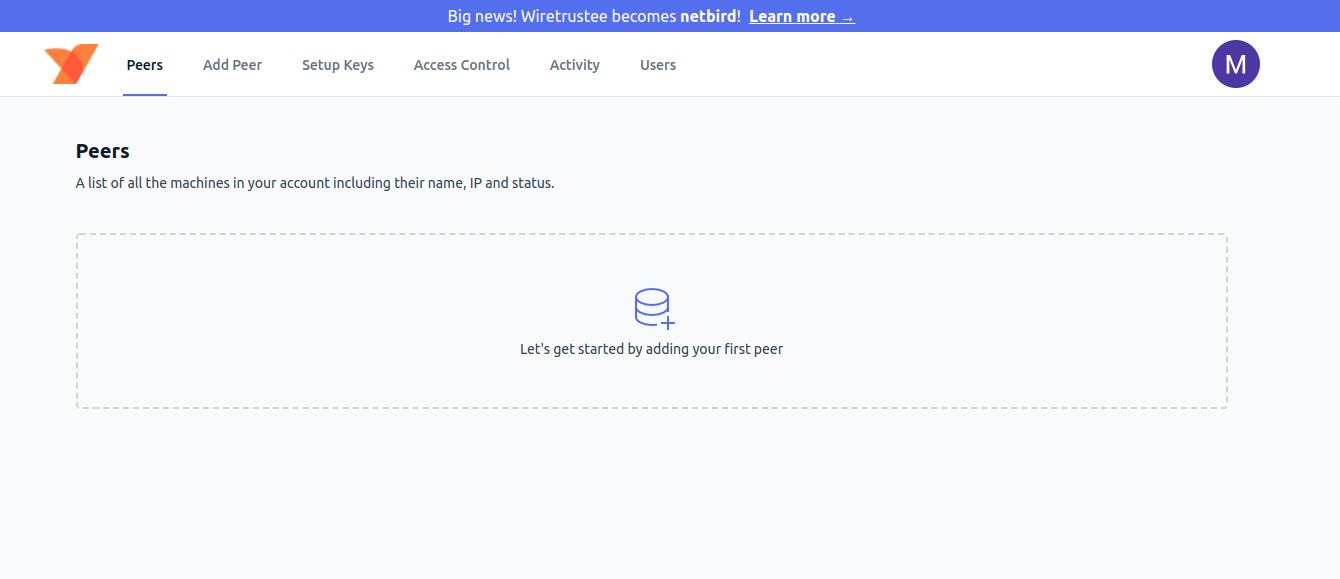 Big news! Wiretrustee becomes netbird! Learn more →
Peers Add Peer Setup Keys Access Control Activity Users M
Peers
A list of all the machines in your account including their name, IP and status.
Let's get started by adding your first peer